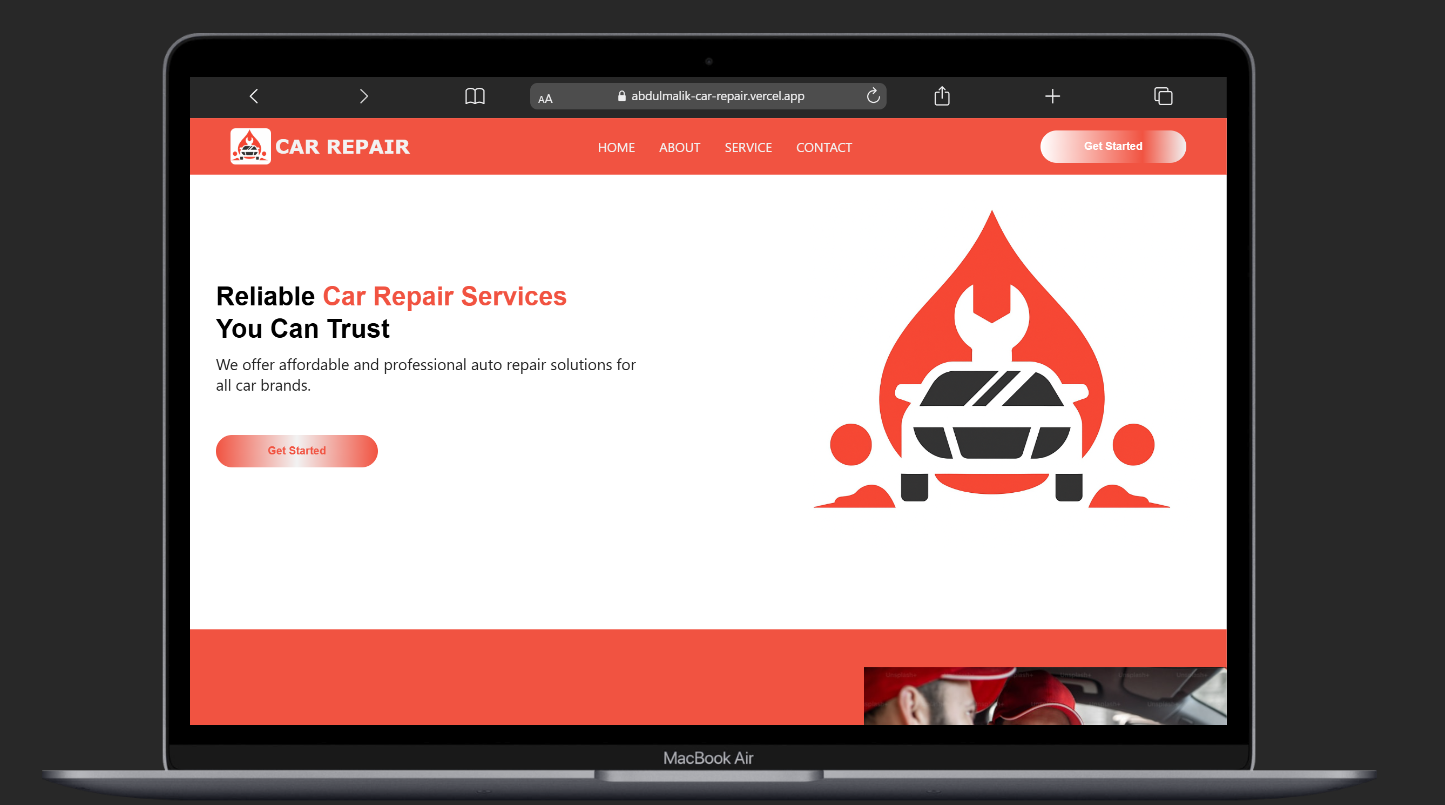 AA abdulmalik-car-repair.vercel.app
CAR REPAIR HOME ABOUT SERVICE CONTACT Get Started
Reliable Car Repair Services
You Can Trust
We offer affordable and professional auto repair solutions for
all car brands.
Get Started
MacBook Air